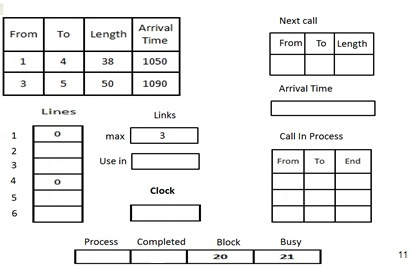 From To Length Arrival Time
1 4 38 1050
3 5 50 1090
Next call
From To Length
Arrival Time
Lines
1 0
2
3
4 0
5
6
Links
max 3
Use in
Clock
Call In Process
From To End
Process Completed Block Busy
20 21
11